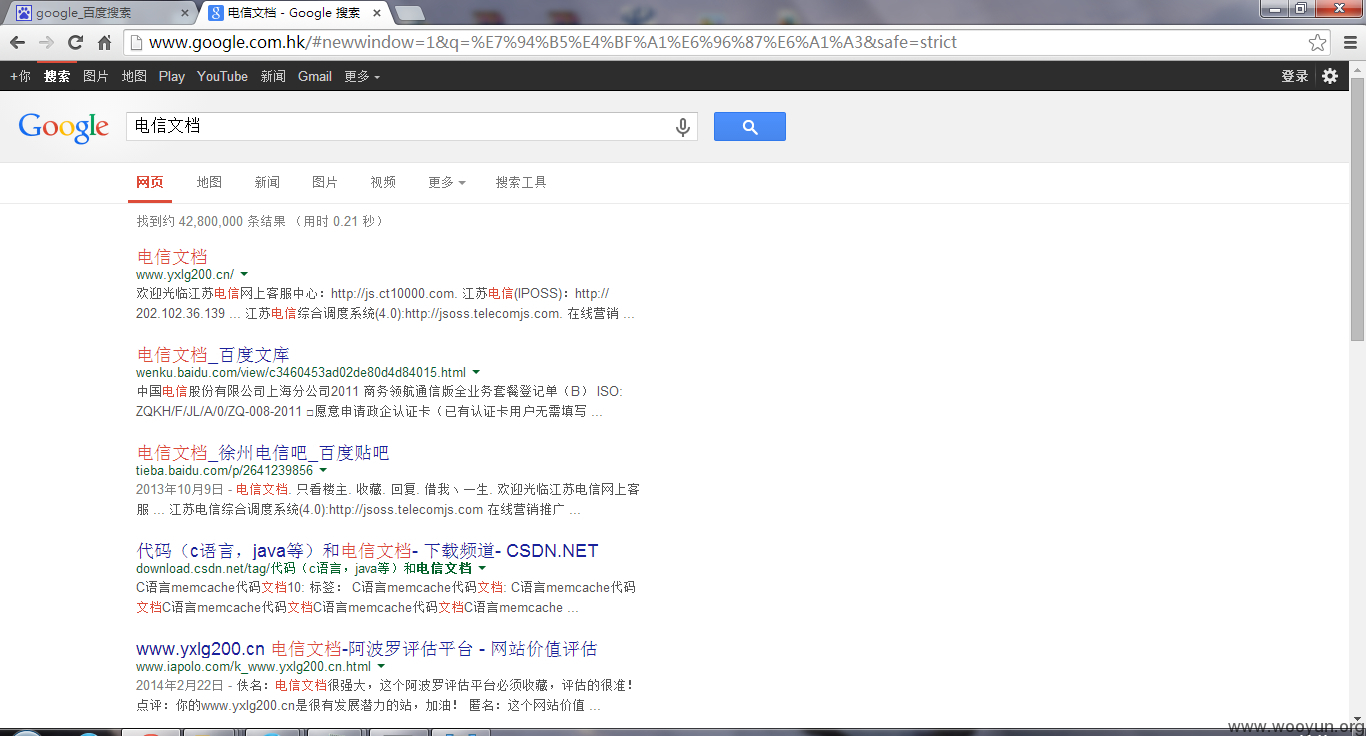 google_百度搜索
电信文档 - Google 搜索
www.google.com.hk/#newwindow=1&q=%E7%94%B5%E4%BF%A1%E6%96%87%E6%A1%A3&safe=strict
+你 搜索 图片 地图 Play YouTube 新闻 Gmail 更多 登录
Google 电信文档
网页 地图 新闻 图片 视频 更多 搜索工具
找到约 42,800,000 条结果 （用时 0.21 秒）
电信文档
www.yxlg200.cn/
欢迎光临江苏电信网上客服中心：http://js.ct10000.com. 江苏电信(IPOSS)：http://
202.102.36.139 ... 江苏电信综合调度系统(4.0):http://jsoss.telecomjs.com. 在线营销 ...
电信文档_百度文库
wenku.baidu.com/view/c3460453ad02de80d4d84015.html
中国电信股份有限公司上海分公司2011 商务领航通信版全业务套餐登记单（B） ISO:
ZQKH/F/JL/A/0/ZQ-008-2011 □愿意申请政企认证卡（已有认证卡用户无需填写 ...
电信文档_徐州电信吧_百度贴吧
tieba.baidu.com/p/2641239856
2013年10月9日 - 电信文档. 只看楼主. 收藏. 回复. 借我丶一生. 欢迎光临江苏电信网上客
服 ... 江苏电信综合调度系统(4.0):http://jsoss.telecomjs.com 在线营销推广 ...
代码（c语言，java等）和电信文档- 下载频道- CSDN.NET
download.csdn.net/tag/代码（c语言，java等）和电信文档
C语言memcache代码文档10: 标签： C语言memcache代码文档: C语言memcache代码
文档C语言memcache代码文档C语言memcache代码文档C语言memcache ...
www.yxlg200.cn 电信文档-阿波罗评估平台 - 网站价值评估
www.iapolo.com/k_www.yxlg200.cn.html
2014年2月22日 - 佚名：电信文档很强大，这个阿波罗评估平台必须收藏，评估的很准！
点评：你的www.yxlg200.cn是很有发展潜力的站，加油！ 匿名：这个网站价值 ...
www.wooyun.org